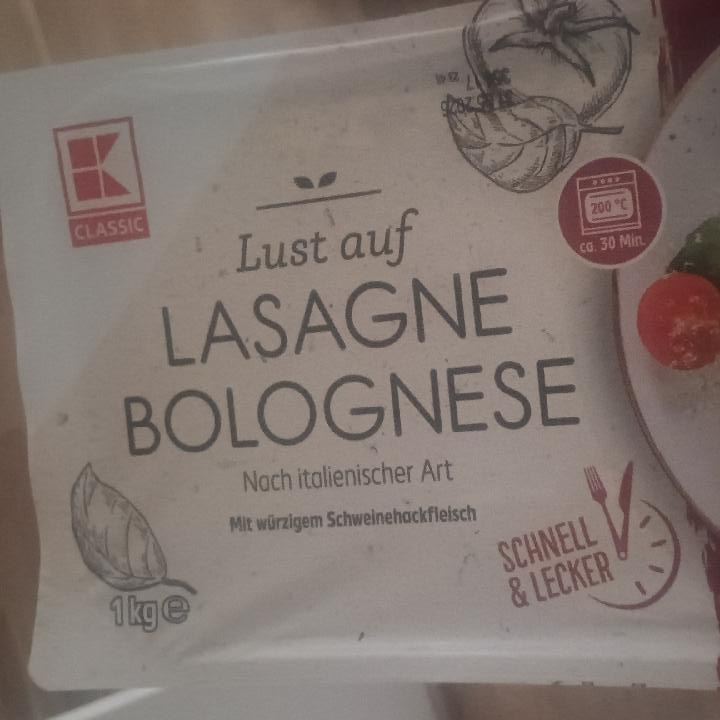 K
CLASSIC
200 °C
ca. 30 Min.
Lust auf
LASAGNE
BOLOGNESE
Nach italienischer Art
Mit würzigem Schweinehackfleisch
SCHNELL
& LECKER
1kg e